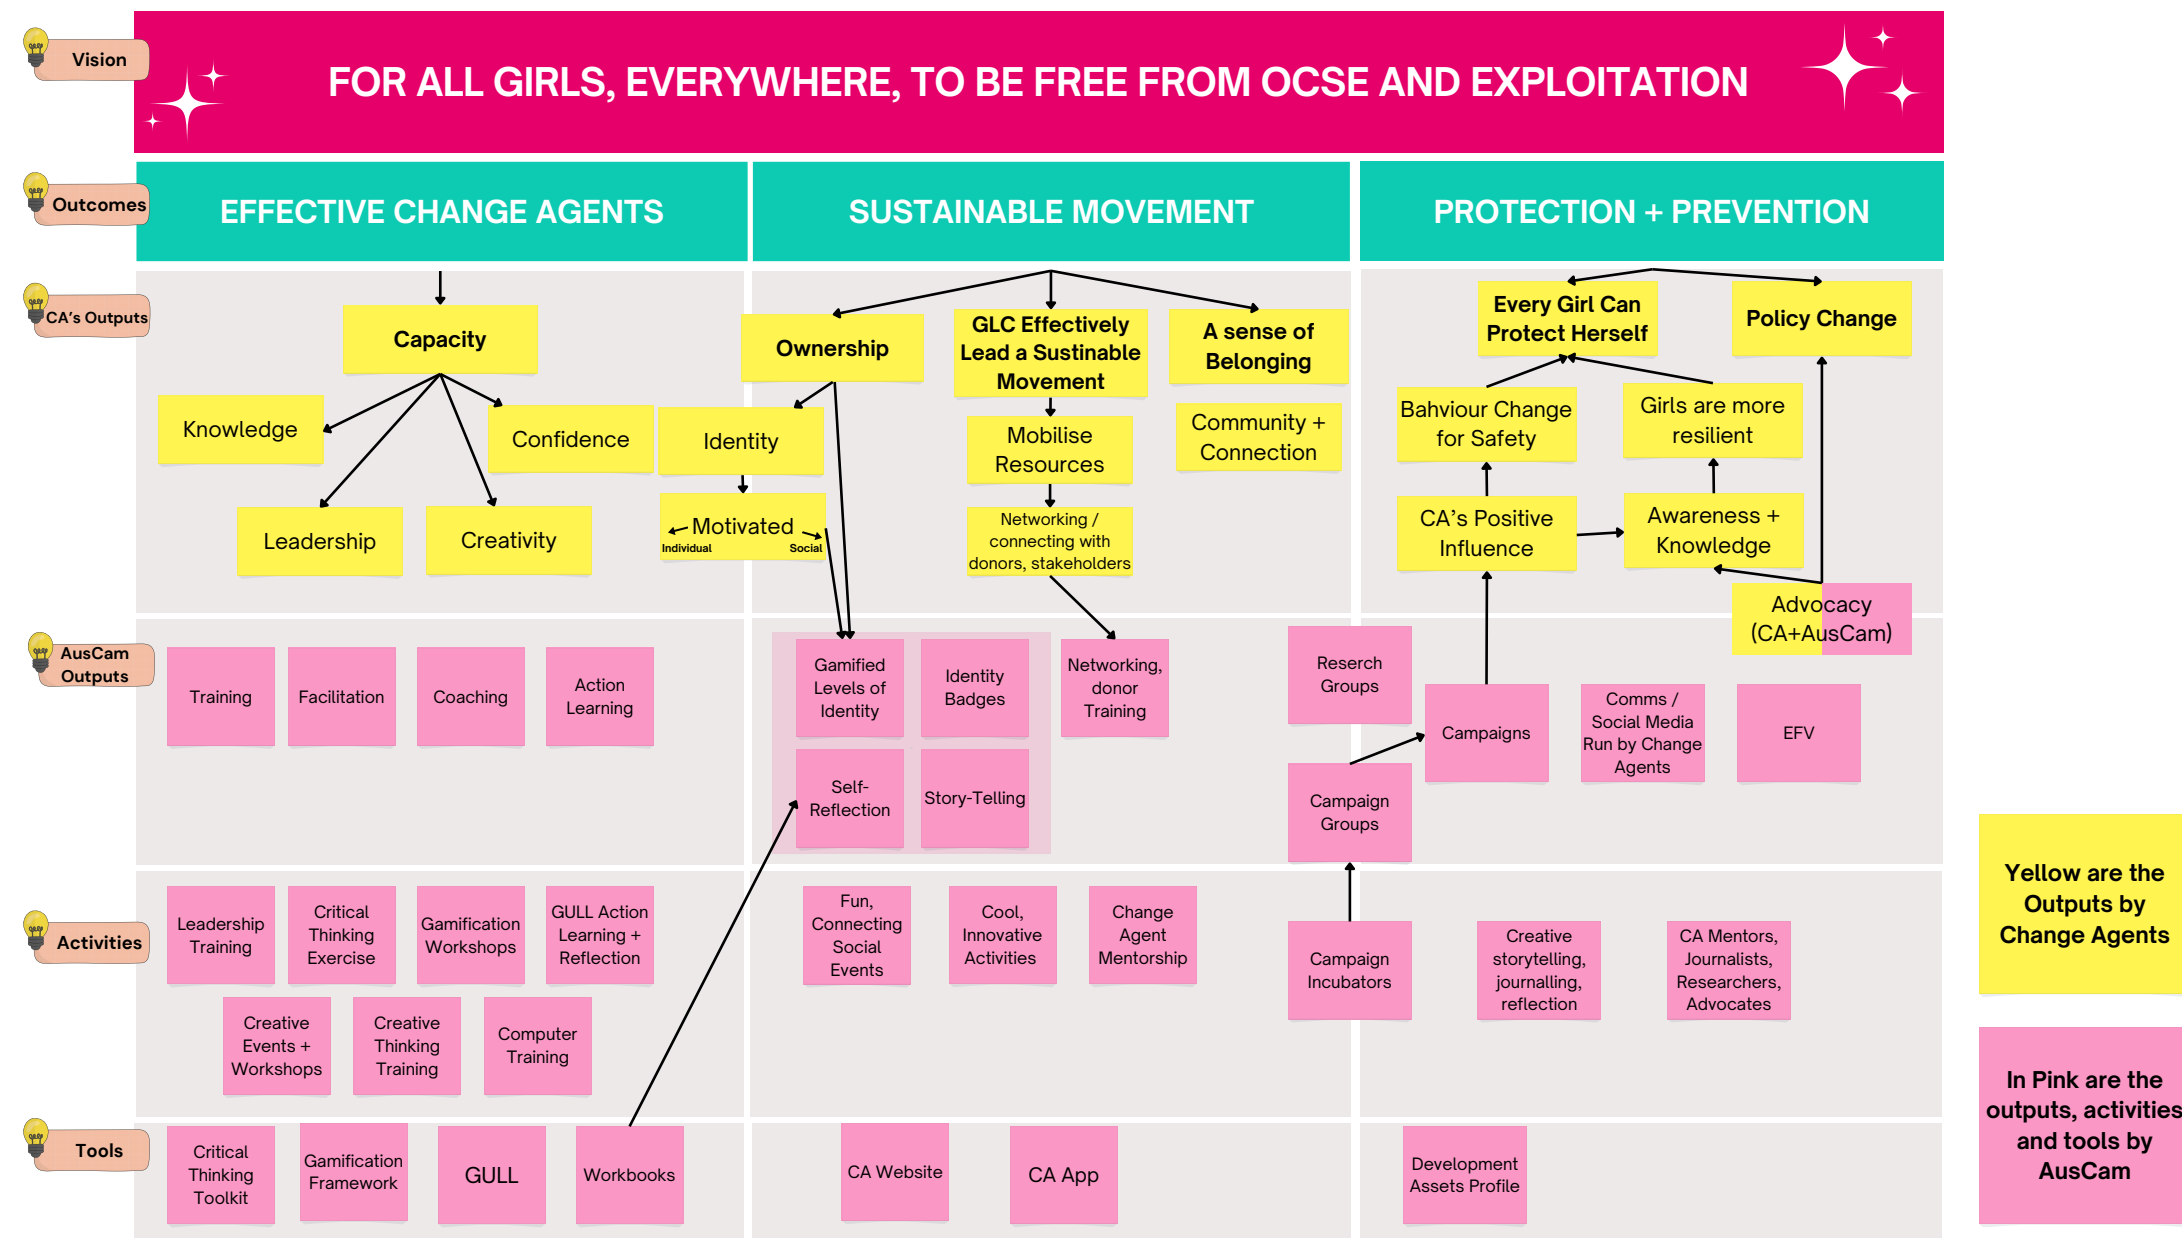 Vision
FOR ALL GIRLS, EVERYWHERE, TO BE FREE FROM OCSE AND EXPLOITATION
Outcomes
EFFECTIVE CHANGE AGENTS
SUSTAINABLE MOVEMENT
PROTECTION + PREVENTION
CA's Outputs
Capacity
Knowledge
Confidence
Leadership
Creativity
Ownership
Identity
Motivated
Individual
Social
GLC Effectively
Lead a Sustinable
Movement
Mobilise
Resources
Networking /
connecting with
donors, stakeholders
A sense of
Belonging
Community +
Connection
Every Girl Can
Protect Herself
Policy Change
Bahviour Change
for Safety
Girls are more
resilient
CA's Positive
Influence
Awareness +
Knowledge
Advocacy
(CA+AusCam)
AusCam
Outputs
Training
Facilitation
Coaching
Action
Learning
Gamified
Levels of
Identity
Identity
Badges
Networking,
donor
Training
Self-
Reflection
Story-Telling
Reserch
Groups
Campaigns
Comms /
Social Media
Run by Change
Agents
EFV
Campaign
Groups
Activities
Leadership
Training
Critical
Thinking
Exercise
Gamification
Workshops
GULL Action
Learning +
Reflection
Creative
Events +
Workshops
Creative
Thinking
Training
Computer
Training
Fun,
Connecting
Social
Events
Cool,
Innovative
Activities
Change
Agent
Mentorship
Campaign
Incubators
Creative
storytelling,
journalling,
reflection
CA Mentors,
Journalists,
Researchers,
Advocates
Tools
Critical
Thinking
Toolkit
Gamification
Framework
GULL
Workbooks
CA Website
CA App
Development
Assets Profile
Yellow are the
Outputs by
Change Agents
In Pink are the
outputs, activities
and tools by
AusCam